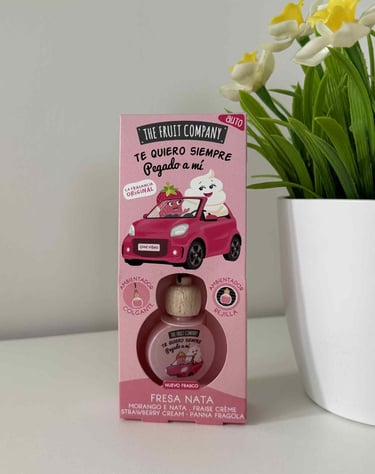 auto
THE FRUIT COMPANY
TE QUIERO SIEMPRE
Pegado a mí
LA FRAGANCIA
ORIGINAL
AMBIENTADOR
COLGANTE
AMBIENTADOR
REJILLA
THE FRUIT COMPANY
TE QUIERO SIEMPRE
Pegado a mí
NUEVO FRASCO
FRESA NATA
MORANGO E NATA . FRAISE CRÈME
STRAWBERRY CREAM - PANNA FRAGOLA